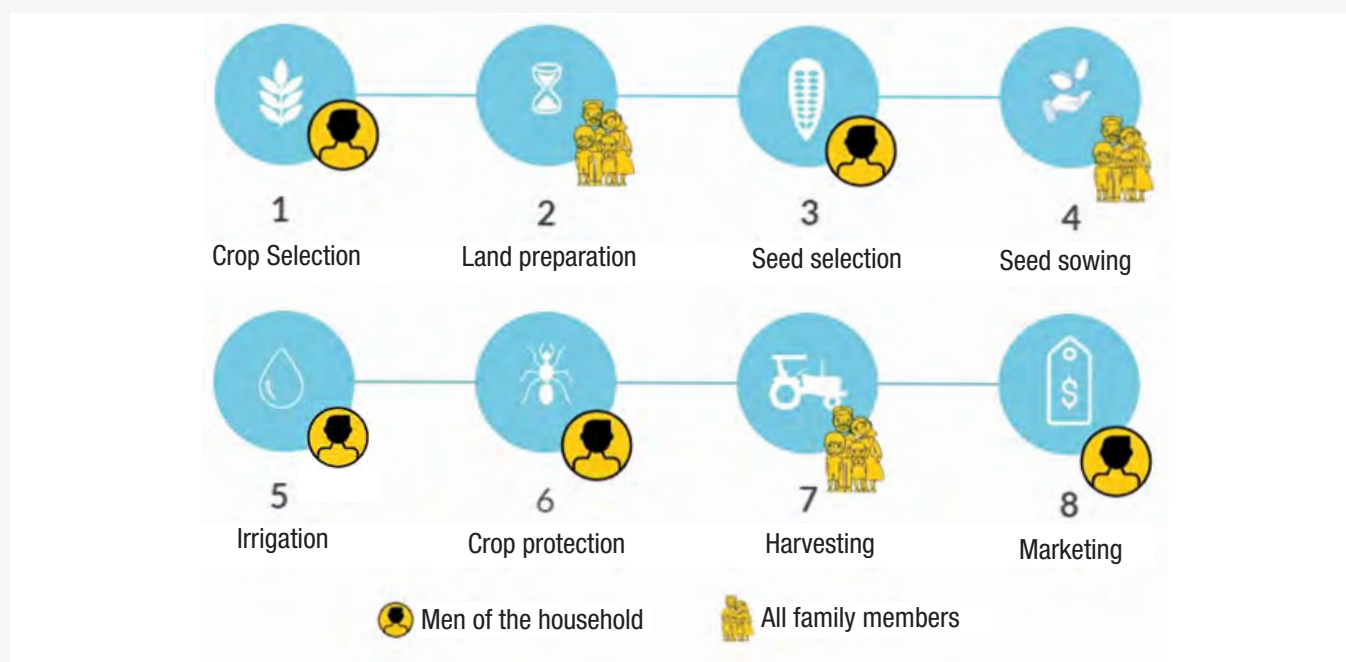 1
2
3
4
Crop Selection
Land preparation
Seed selection
Seed sowing
$
$
5
6
7
8
Irrigation
Crop protection
Harvesting
Marketing
Men of the household
All family members